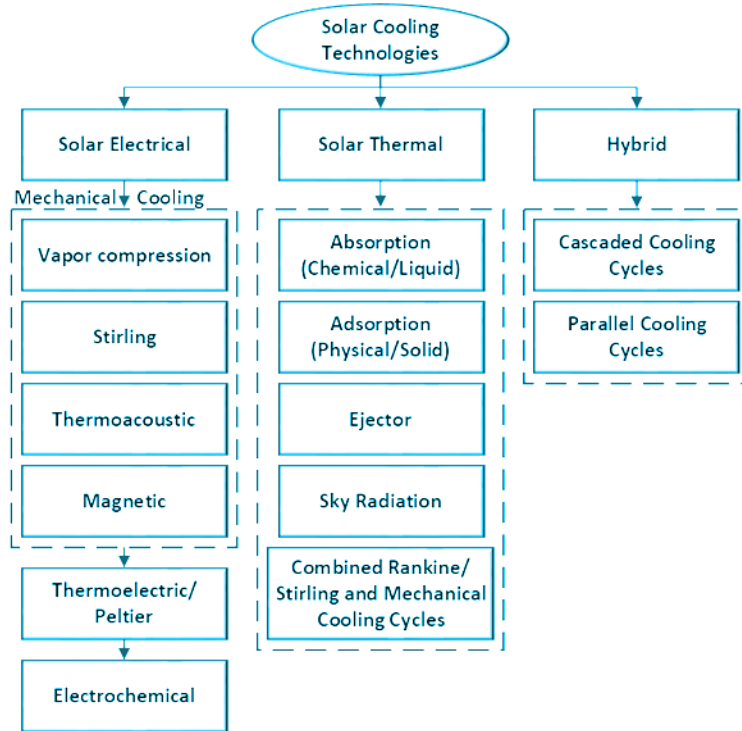 Solar Cooling
Technologies
Solar Electrical
Solar Thermal
Hybrid
Mechanical Cooling
Vapor compression
Stirling
Thermoacoustic
Magnetic
Thermoelectric/
Peltier
Electrochemical
Absorption
(Chemical/Liquid)
Adsorption
(Physical/Solid)
Ejector
Sky Radiation
Combined Rankine/
Stirling and Mechanical
Cooling Cycles
Cascaded Cooling
Cycles
Parallel Cooling
Cycles